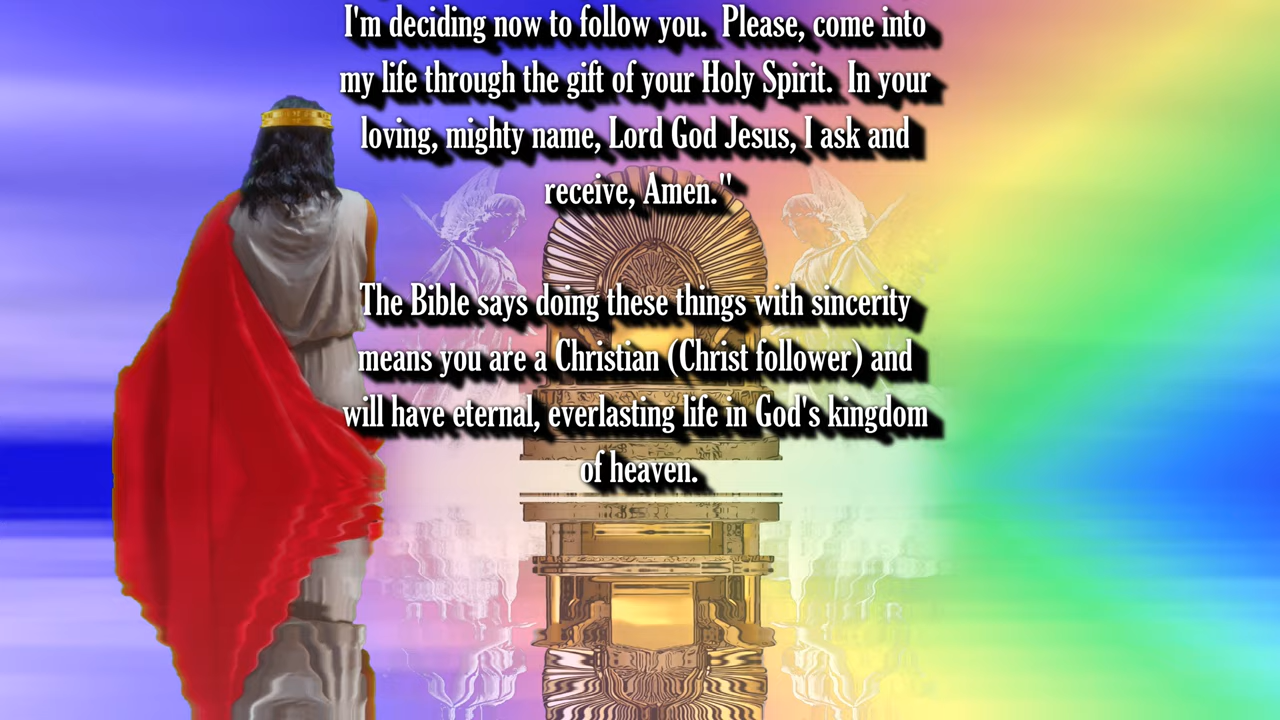 I'm deciding now to follow you.  Please, come into
my life through the gift of your Holy Spirit.  In your
loving, mighty name, Lord God Jesus, I ask and
receive, Amen."
The Bible says doing these things with sincerity
means you are a Christian (Christ follower) and
will have eternal, everlasting life in God's kingdom
of heaven.